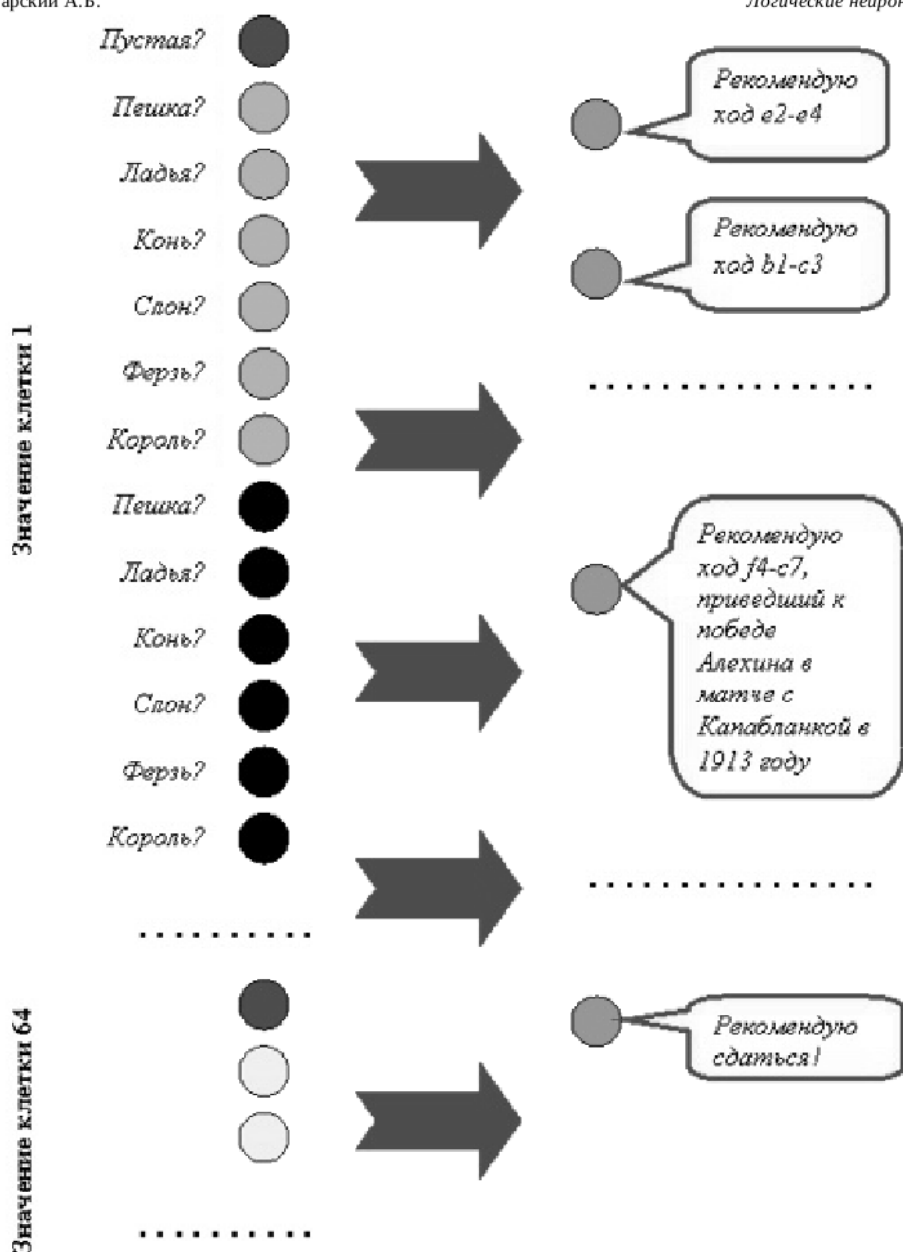 арский А.Б.
Логические нейрон
Пустая?
Пешка?
Ладья?
Конь?
Слон?
Ферзь?
Король?
Пешка?
Ладья?
Конь?
Слон?
Ферзь?
Король?
Значение клетки 1
Значение клетки 64
Рекомендую
ход e2-e4
Рекомендую
ход b1-c3
Рекомендую
ход f4-c7,
приведший к
победе
Алехина в
матче с
Капабланкой в
1913 году
Рекомендую
сдаться!